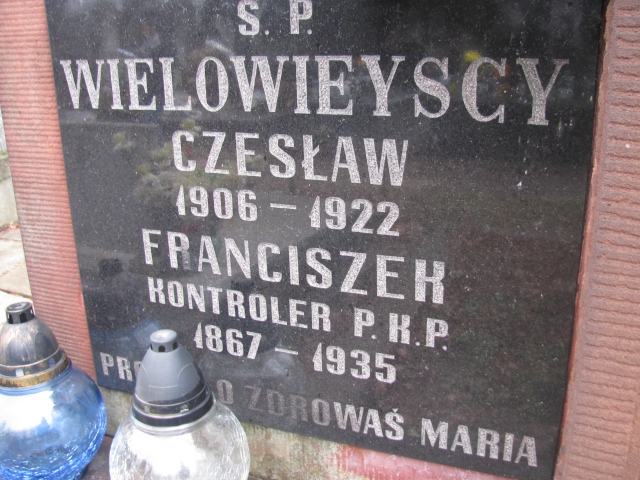 Ś. P.
WIELOWIEYSCY
CZESŁAW
1906 – 1922
FRANCISZEK
KONTROLER P.K.P.
1867 – 1935
O ZDROWAŚ MARIA